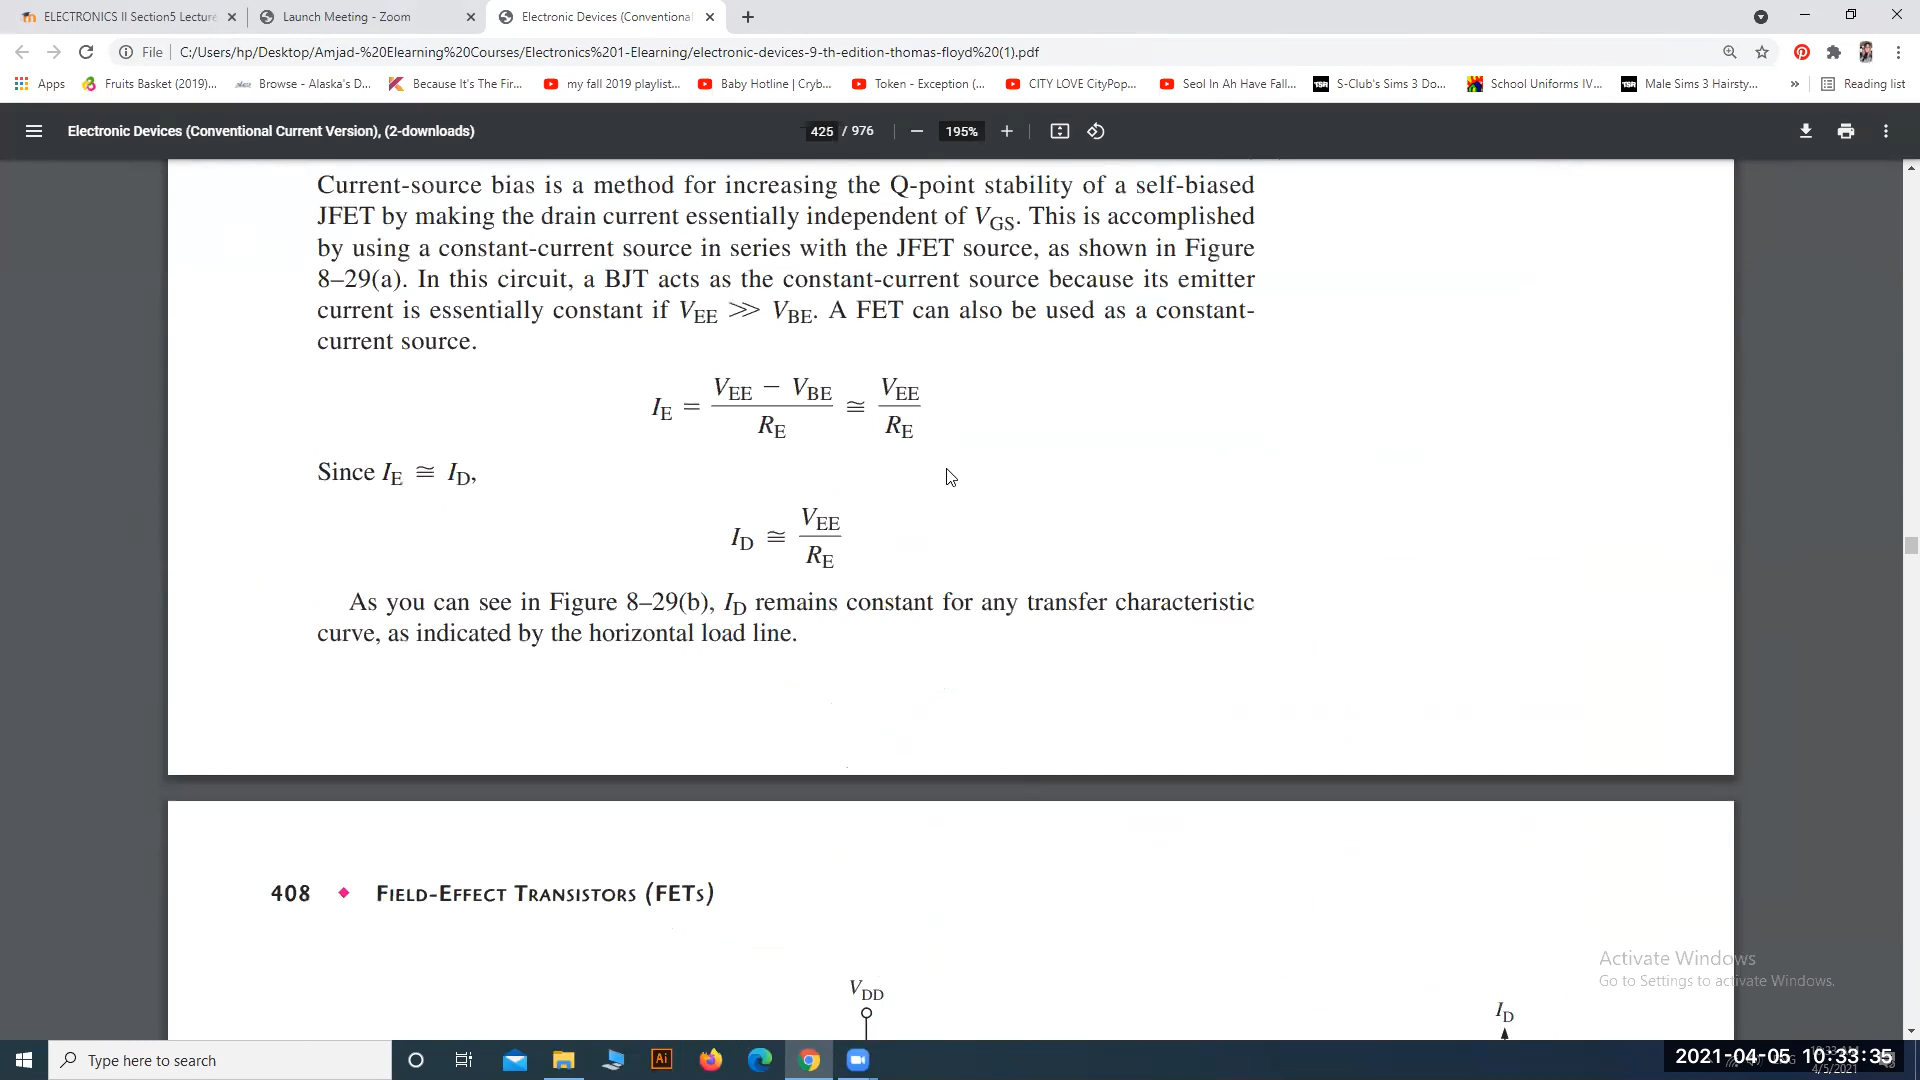 ELECTRONICS II Section5 Lecture
Launch Meeting - Zoom
Electronic Devices (Conventional
File
C:/Users/hp/Desktop/Amjad-%20Elearning%20Courses/Electronics%201-Elearning/electronic-devices-9-th-edition-thomas-floyd%20(1).pdf
Apps
Fruits Basket (2019)...
Browse - Alaska's D...
Because It's The Fir...
my fall 2019 playlist...
Baby Hotline | Cryb...
Token - Exception (...
CITY LOVE CityPop...
Seol In Ah Have Fall...
S-Club's Sims 3 Do...
School Uniforms IV...
Male Sims 3 Hairsty...
»
Reading list
Electronic Devices (Conventional Current Version), (2-downloads)
425 / 976
195%
Current-source bias is a method for increasing the Q-point stability of a self-biased
JFET by making the drain current essentially independent of VGS. This is accomplished
by using a constant-current source in series with the JFET source, as shown in Figure
8–29(a). In this circuit, a BJT acts as the constant-current source because its emitter
current is essentially constant if VEE ≫ VBE. A FET can also be used as a constant-
current source.
IE = (VEE − VBE) / RE ≅ VEE / RE
Since IE ≅ ID,
ID ≅ VEE / RE
As you can see in Figure 8–29(b), ID remains constant for any transfer characteristic
curve, as indicated by the horizontal load line.
408 ◆ FIELD-EFFECT TRANSISTORS (FETS)
VDD
ID
Activate Windows
Go to Settings to activate Windows.
Type here to search
Ai
2021-04-05 10:33:35
4/5/2021